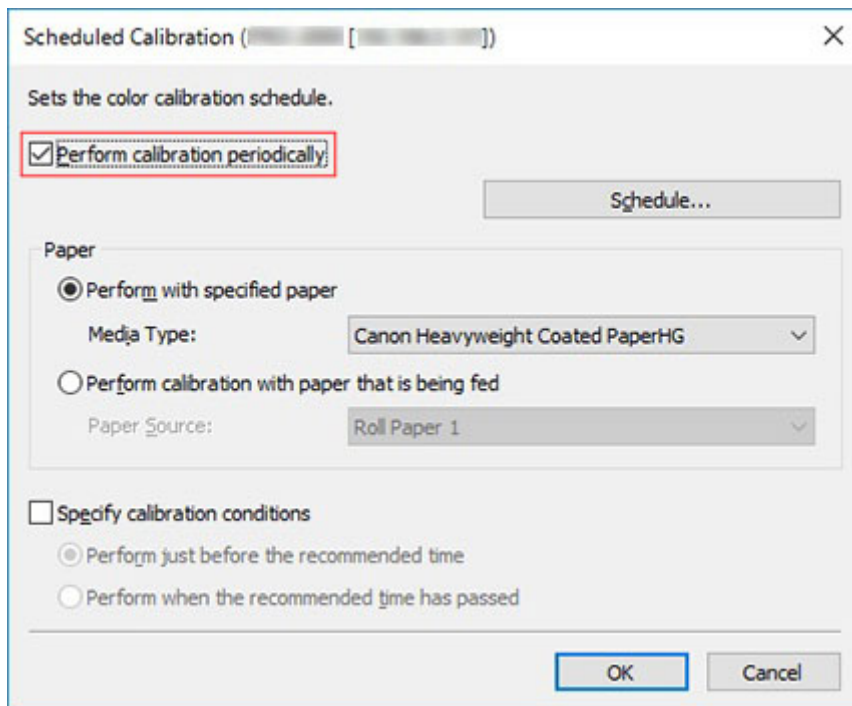 Scheduled Calibration ( [ ])
Sets the color calibration schedule.
Perform calibration periodically
Schedule...
Paper
Perform with specified paper
Media Type: Canon Heavyweight Coated PaperHG
Perform calibration with paper that is being fed
Paper Source: Roll Paper 1
Specify calibration conditions
Perform just before the recommended time
Perform when the recommended time has passed
OK Cancel